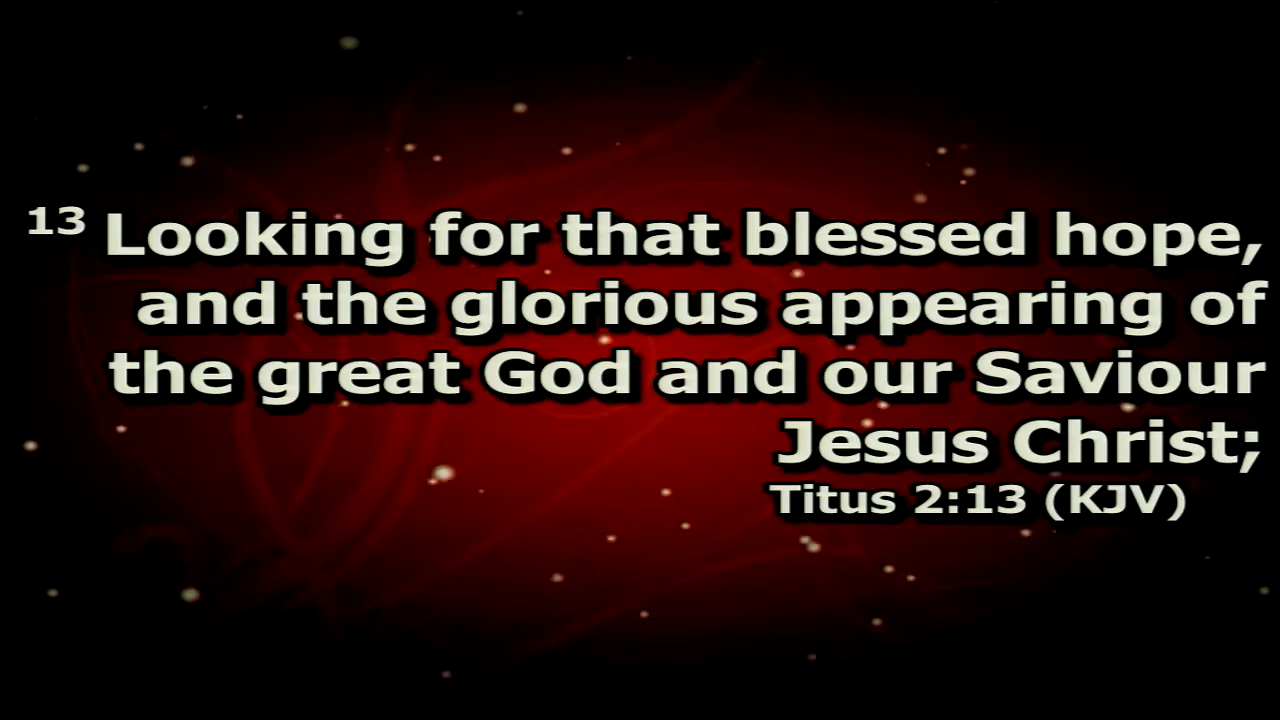 13 Looking for that blessed hope,
and the glorious appearing of
the great God and our Saviour
Jesus Christ;
Titus 2:13 (KJV)